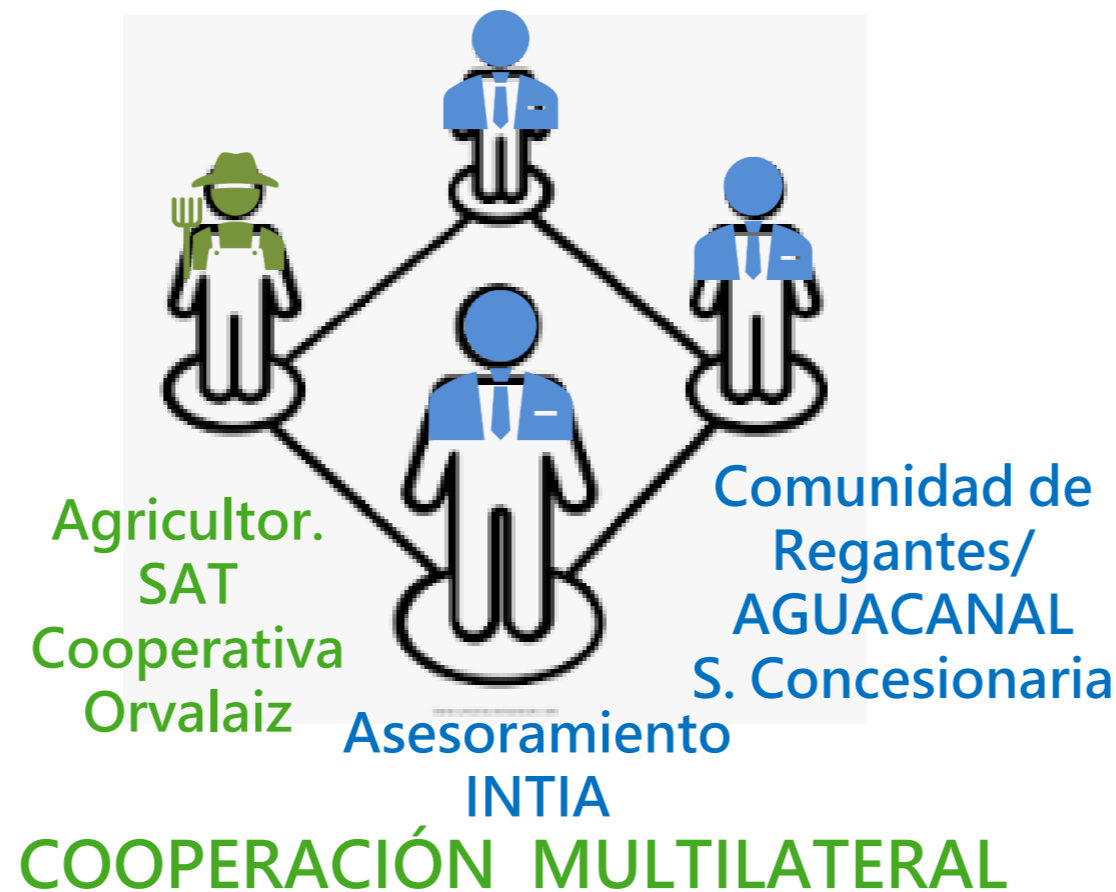 Agricultor.
SAT
Cooperativa
Orvalaiz
Comunidad de
Regantes/
AGUACANAL
S. Concesionaria
Asesoramiento
INTIA
COOPERACIÓN MULTILATERAL